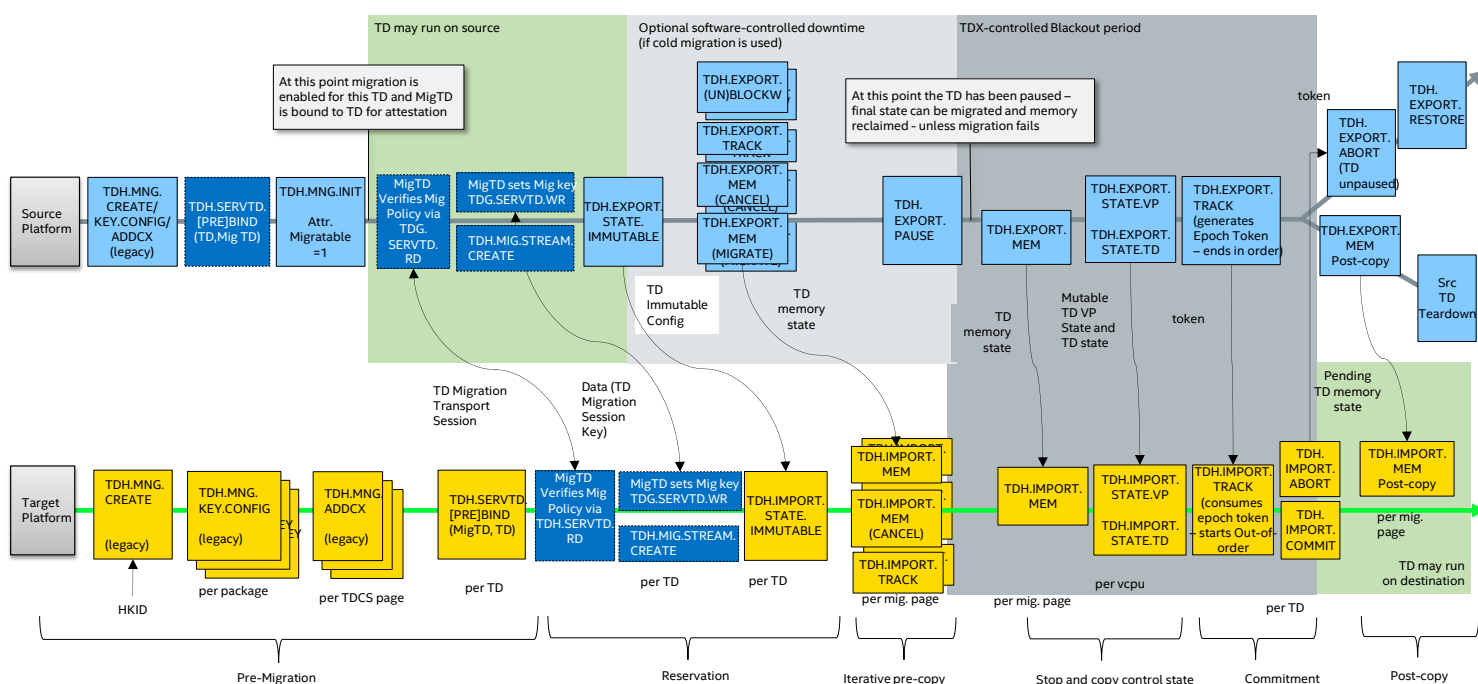 TD may run on source
Optional software-controlled downtime
(if cold migration is used)
TDX-controlled Blackout period
At this point migration is
enabled for this TD and MigTD
is bound to TD for attestation
At this point the TD has been paused –
final state can be migrated and memory
reclaimed - unless migration fails
Source
Platform
TDH.MNG.
CREATE/
KEY.CONFIG/
ADDCX
(legacy)
TDH.SERVTD.
[PRE]BIND
(TD,Mig TD)
TDH.MNG.INIT
Attr.
Migratable
=1
MigTD
Verifies Mig
Policy via
TDG.
SERVTD.
RD
MigTD sets Mig key
TDG.SERVTD.WR
TDH.MIG.STREAM.
CREATE
TDH.EXPORT.
STATE.
IMMUTABLE
TDH.EXPORT.
(UN)BLOCKW
TDH.EXPORT.
TRACK
TRACK
TDH.EXPORT.
MEM
(CANCEL)
(CANCEL)
TDH.EXPORT.
MEM
(MIGRATE)
TDH.
EXPORT.
PAUSE
TDH.EXPORT.
MEM
TDH.EXPORT.
STATE.VP
TDH.EXPORT.
STATE.TD
TDH.EXPORT.
TRACK
(generates
Epoch Token
– ends in order)
token
TDH.
EXPORT.
ABORT
(TD
unpaused)
TDH.
EXPORT.
RESTORE
TDH.EXPORT.
MEM
Post-copy
Src
TD
Teardown
TD
Immutable
Config
TD
memory
state
TD
memory
state
Mutable
TD VP
State and
TD state
token
Pending
TD memory
state
TD Migration
Transport
Session
Data (TD
Migration
Session
Key)
Target
Platform
TDH.MNG.
CREATE
(legacy)
TDH.MNG.
KEY.CONFIG
(legacy)
KEY
KEY
TDH.MNG.
ADDCX
(legacy)
TDH.SERVTD.
[PRE]BIND
(MigTD, TD)
MigTD
Verifies Mig
Policy via
TDH.SERVTD.
RD
MigTD sets Mig key
TDG.SERVTD.WR
TDH.MIG.STREAM.
CREATE
TDH.IMPORT.
STATE.
IMMUTABLE
TDH.IMPORT.
MEM
TDH.IMPORT.
MEM
(CANCEL)
TDH.IMPORT.
TRACK
TDH.IMPORT.
MEM
TDH.IMPORT.
STATE.VP
TDH.IMPORT.
STATE.TD
TDH.IMPORT.
TRACK
(consumes
epoch token
– starts Out-of-
order
TDH.
IMPORT.
ABORT
TDH.
IMPORT.
COMMIT
TDH.IMPORT.
MEM
Post-copy
HKID
per package
per TDCS page
per TD
per TD
per TD
per mig. page
per mig. page
per vcpu
per TD
per mig.
page
TD may run
on destination
Pre-Migration
Reservation
Iterative pre-copy
Stop and copy control state
Commitment
Post-copy